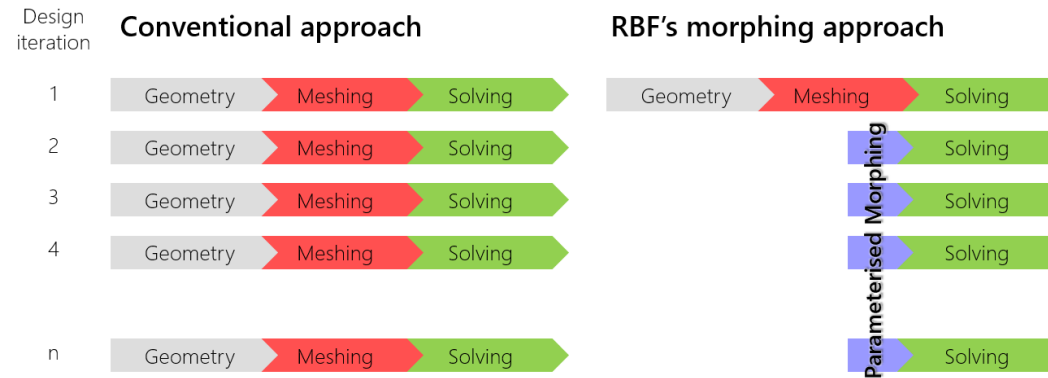 Design
iteration
Conventional approach
RBF's morphing approach
1
Geometry
Meshing
Solving
Geometry
Meshing
Solving
2
Geometry
Meshing
Solving
Solving
3
Geometry
Meshing
Solving
Solving
4
Geometry
Meshing
Solving
Solving
n
Geometry
Meshing
Solving
Solving
Parameterised Morphing